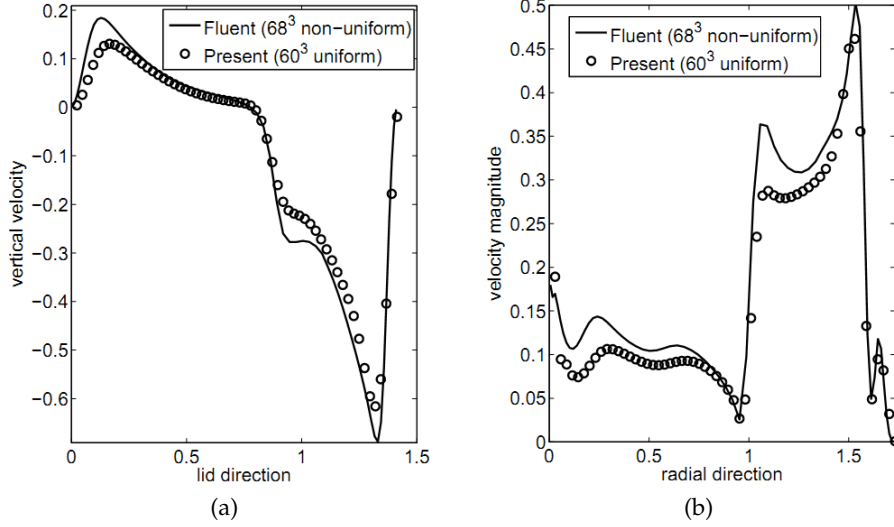 Fluent (68³ non-uniform)
Present (60³ uniform)
vertical velocity
0.1
0
−0.1
−0.2
−0.3
−0.4
−0.5
−0.6
0
0.5
1
1.5
lid direction
(a)
Fluent (68³ non-uniform)
Present (60³ uniform)
velocity magnitude
0.5
0.45
0.4
0.35
0.3
0.25
0.2
0.15
0.1
0.05
0
0
0.5
1
1.5
radial direction
(b)